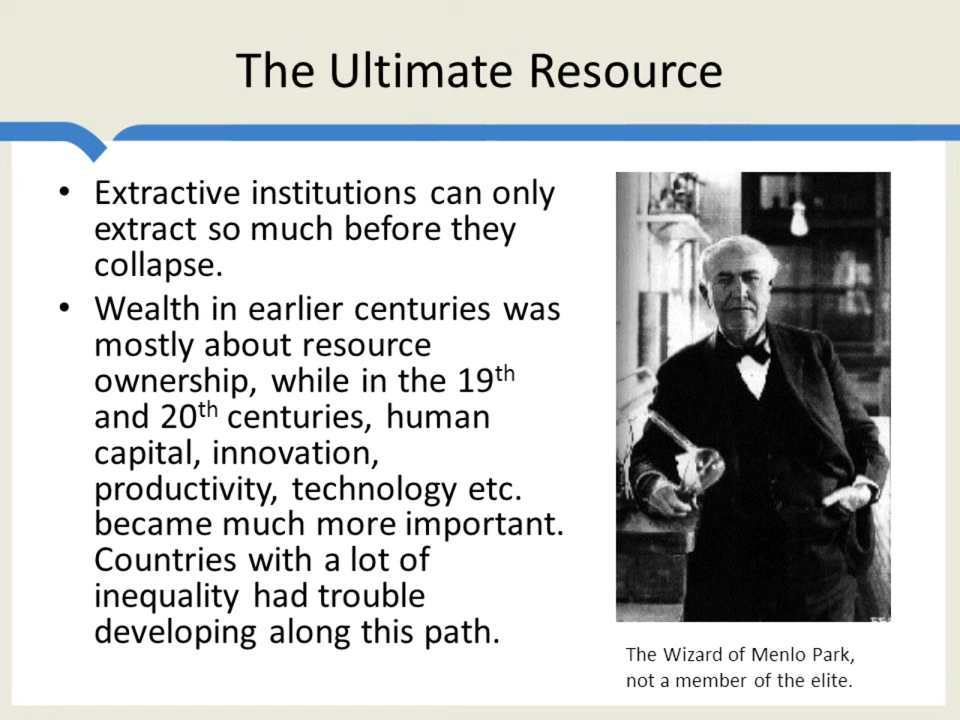 The Ultimate Resource
• Extractive institutions can only
extract so much before they
collapse.
• Wealth in earlier centuries was
mostly about resource
ownership, while in the 19th
and 20th centuries, human
capital, innovation,
productivity, technology etc.
became much more important.
Countries with a lot of
inequality had trouble
developing along this path.
The Wizard of Menlo Park,
not a member of the elite.